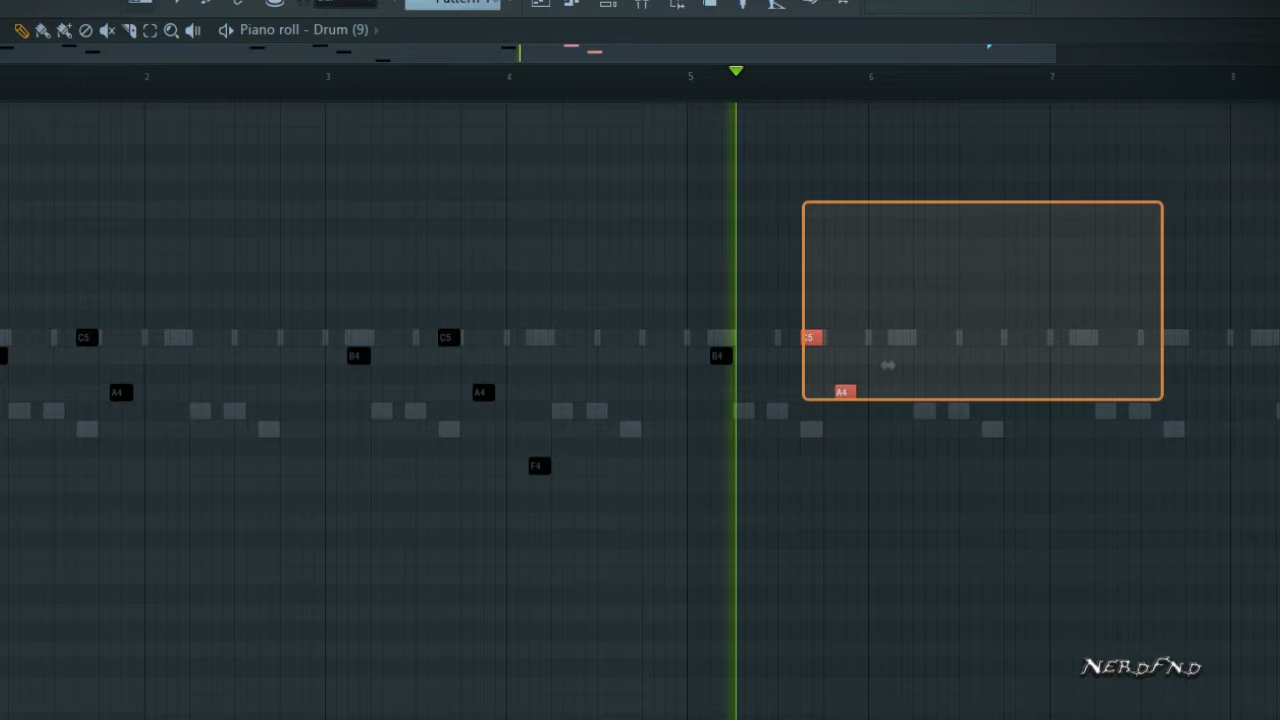 Piano roll - Drum (9)
2 3 4 5 6 7 8
C5 C5 C5
B4 B4
A4 A4 A4
F4
NERDFND